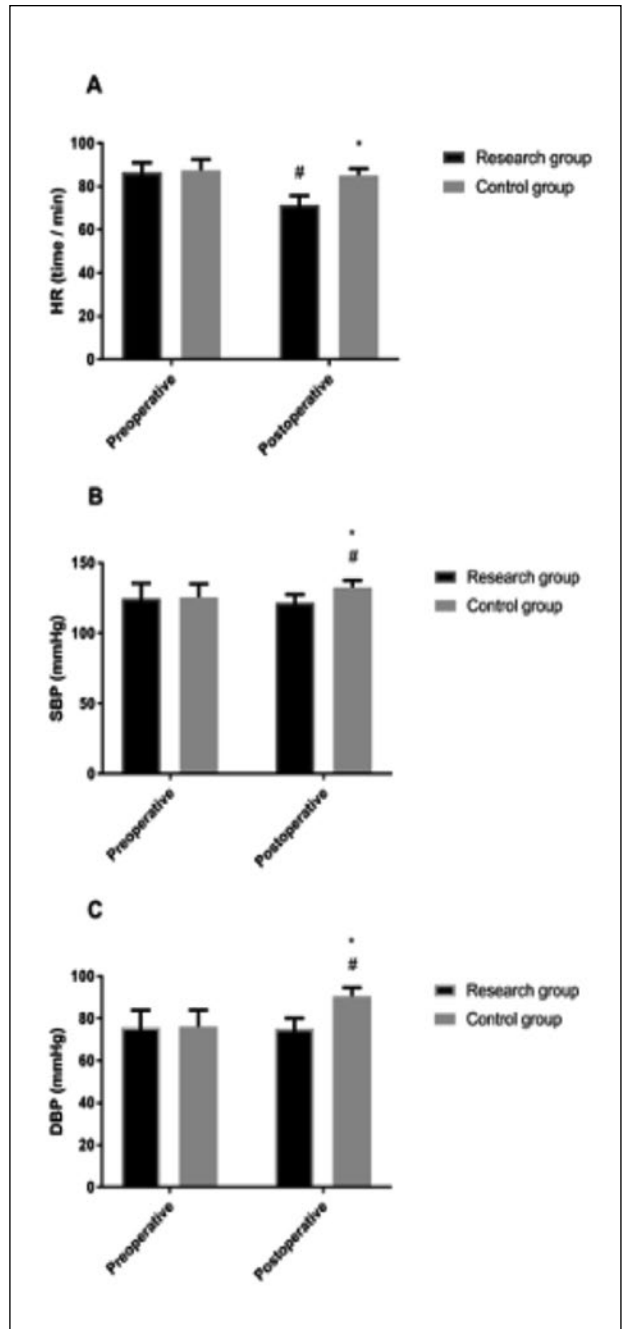 A
100
80
60
40
20
0
HR (time / min)
#
*
Research group
Control group
Preoperative
Postoperative
B
150
100
50
0
SBP (mmHg)
*
#
Research group
Control group
Preoperative
Postoperative
C
100
80
60
40
20
0
DBP (mmHg)
*
#
Research group
Control group
Preoperative
Postoperative